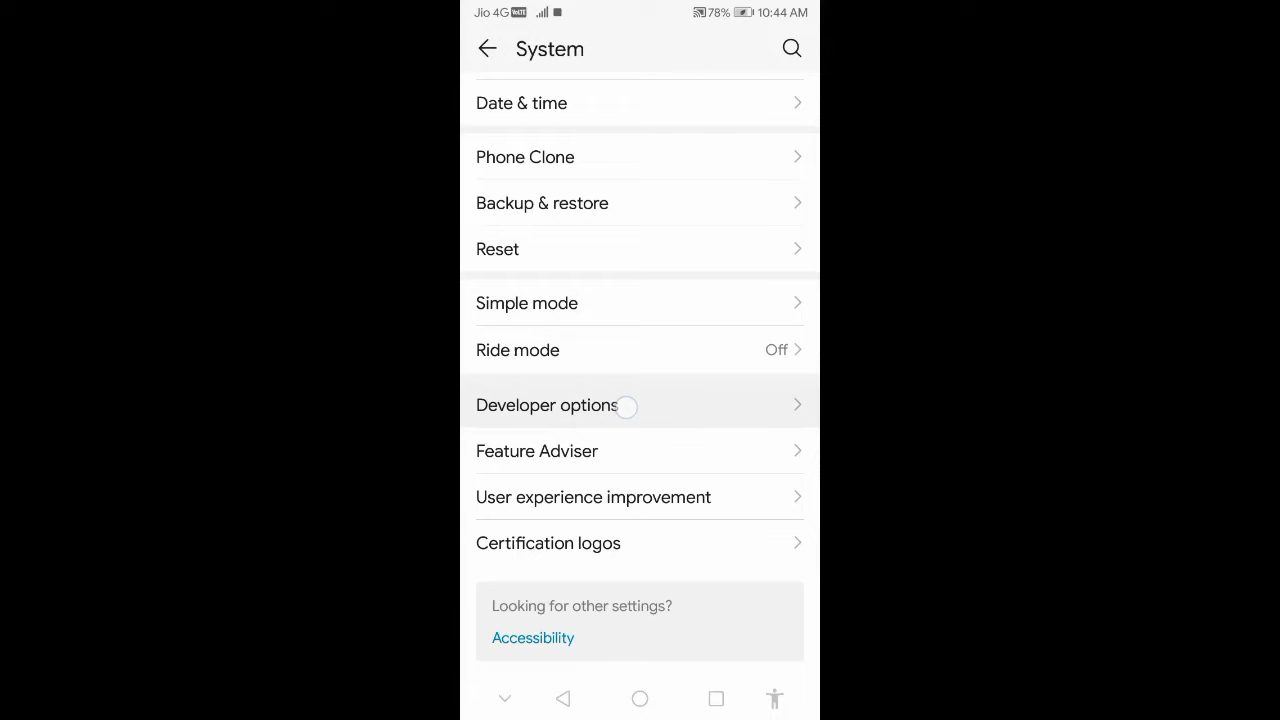 Jio 4G VoLTE 78% 10:44 AM
System
Date & time
Phone Clone
Backup & restore
Reset
Simple mode
Ride mode Off
Developer options
Feature Adviser
User experience improvement
Certification logos
Looking for other settings?
Accessibility